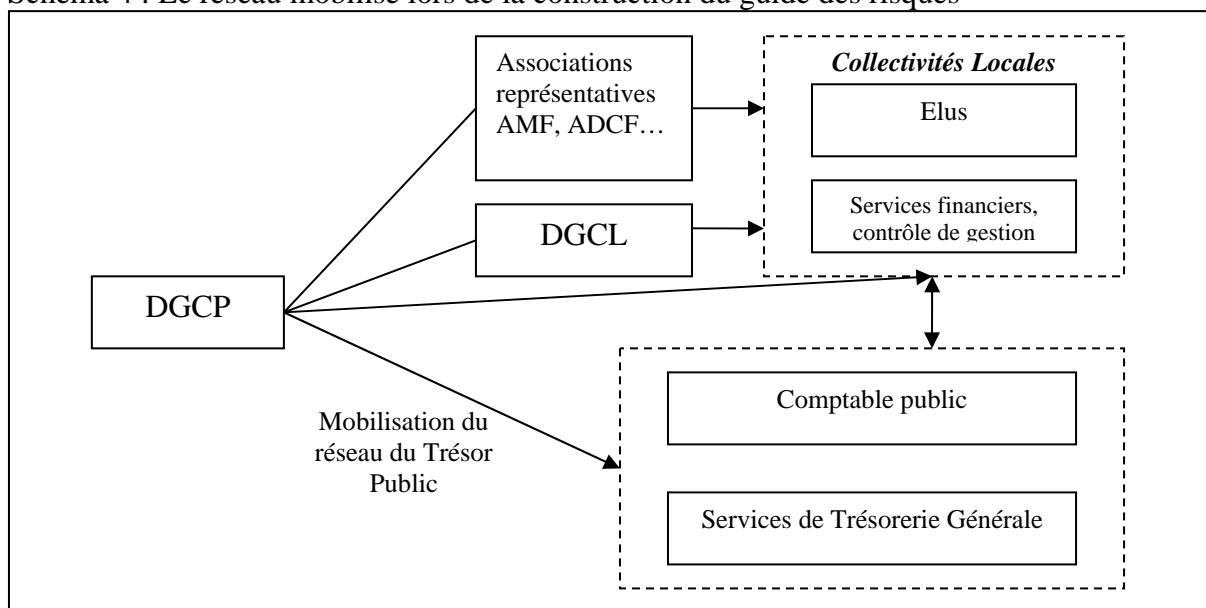 Schéma 4 : Le réseau mobilisé lors de la construction du guide des risques
Associations
représentatives
AMF, ADCF…
Collectivités Locales
Elus
Services financiers,
contrôle de gestion
DGCL
DGCP
Mobilisation du
réseau du Trésor
Public
Comptable public
Services de Trésorerie Générale